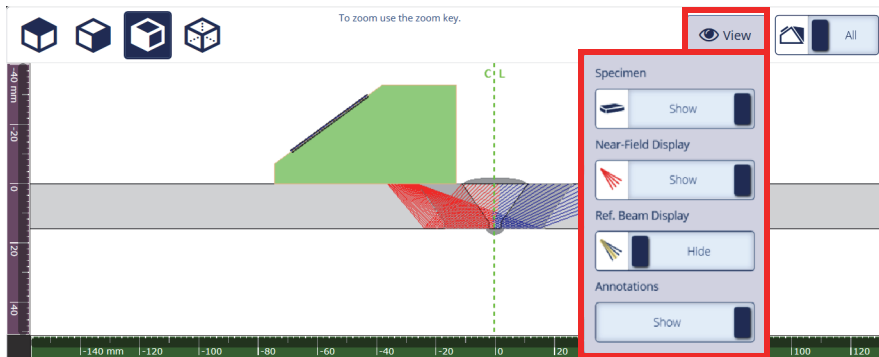 To zoom use the zoom key.
View
All
Specimen
Show
Near-Field Display
Show
Ref. Beam Display
Hide
Annotations
Show
C L
-40 mm
-20
0
20
40
-140 mm -120 -100 -80 -60 -40 -20 0 20 100 120